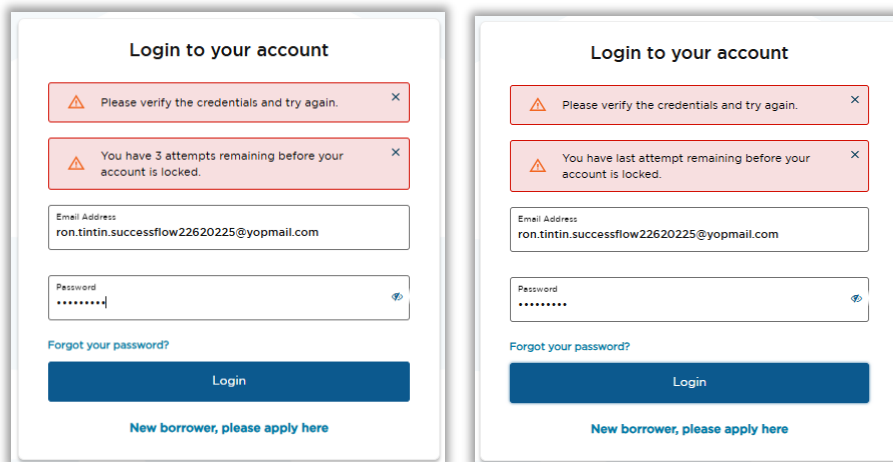 Login to your account
Please verify the credentials and try again.
You have 3 attempts remaining before your
account is locked.
Email Address
ron.tintin.successflow22620225@yopmail.com
Password
Forgot your password?
Login
New borrower, please apply here
Login to your account
Please verify the credentials and try again.
You have last attempt remaining before your
account is locked.
Email Address
ron.tintin.successflow22620225@yopmail.com
Password
Forgot your password?
Login
New borrower, please apply here